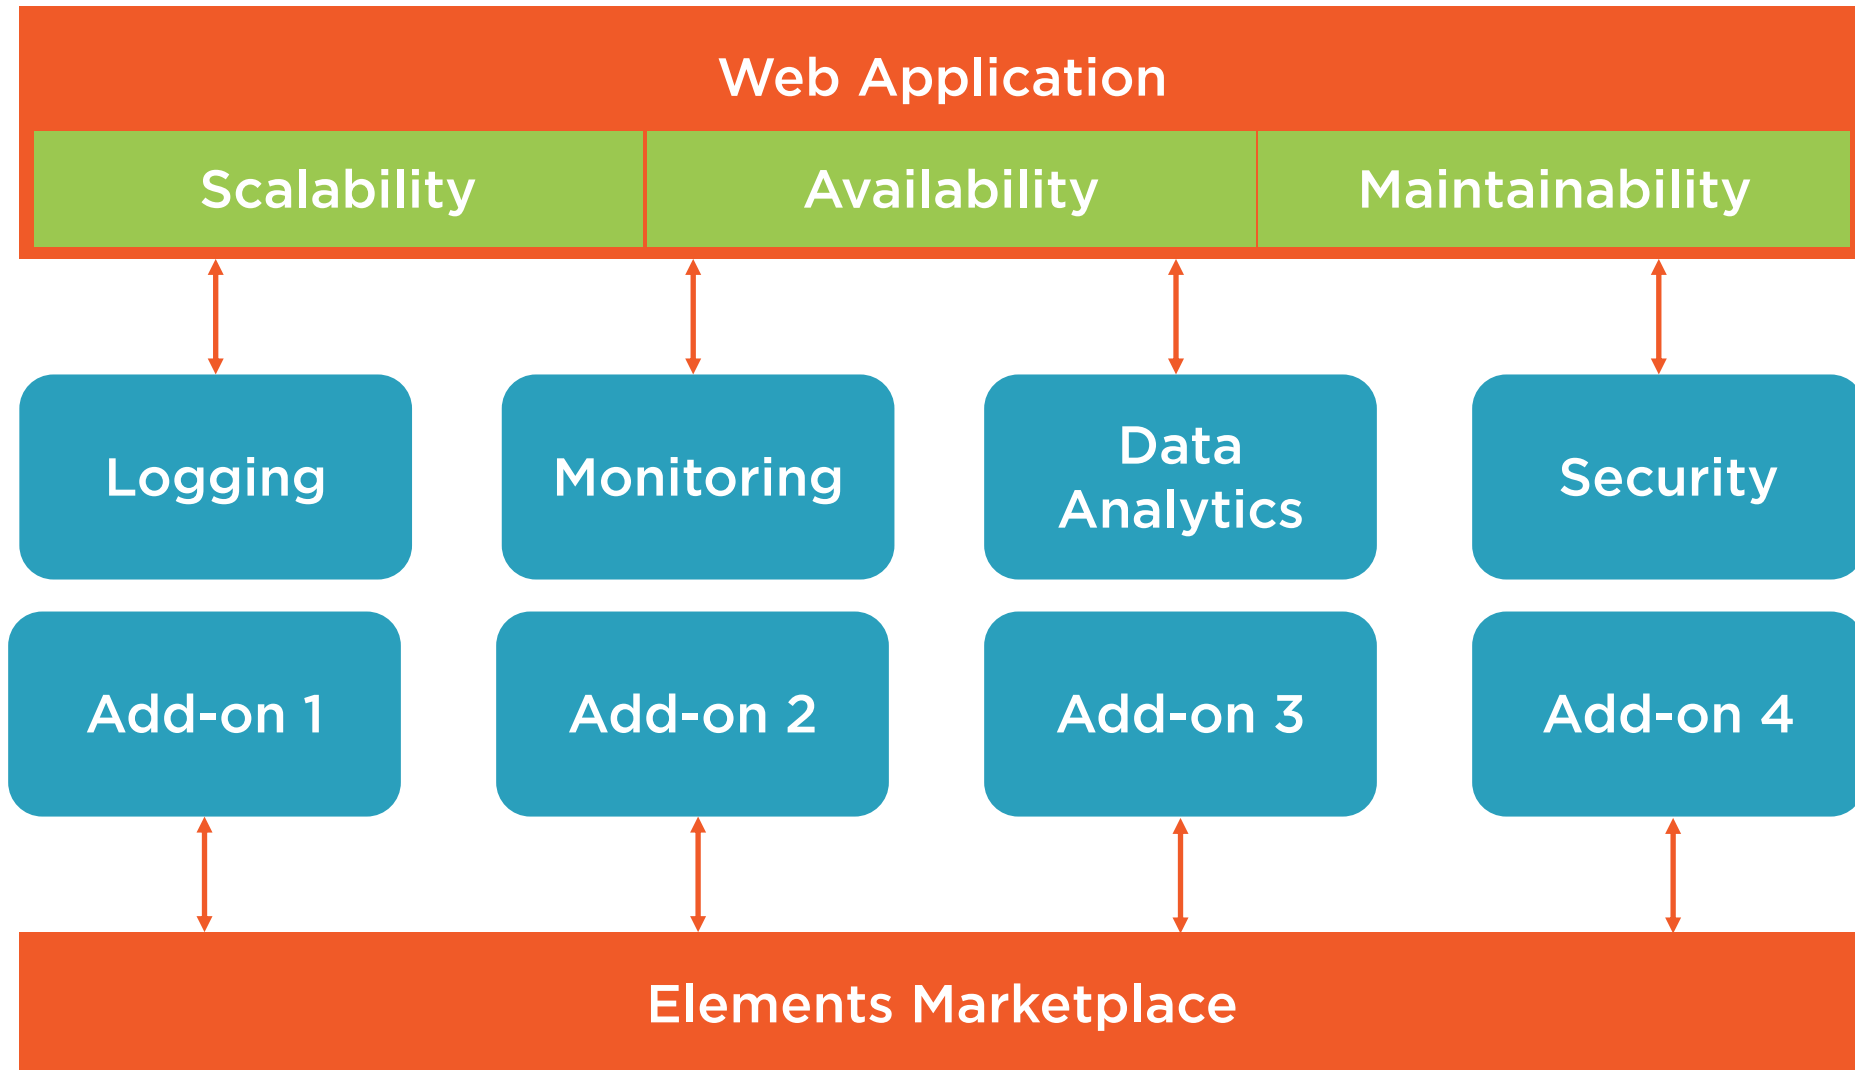 Web Application
Scalability
Availability
Maintainability
Logging
Monitoring
Data
Analytics
Security
Add-on 1
Add-on 2
Add-on 3
Add-on 4
Elements Marketplace